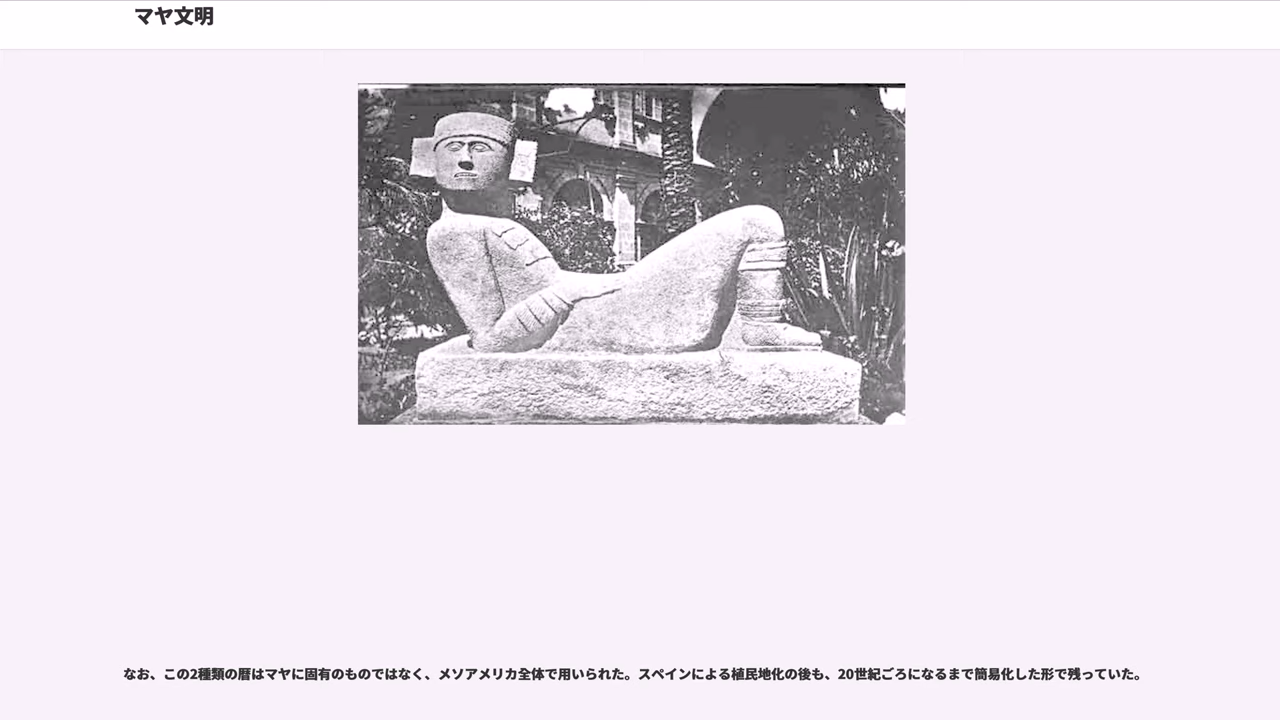 マヤ文明
なお、この2種類の暦はマヤに固有のものではなく、メソアメリカ全体で用いられた。スペインによる植民地化の後も、20世紀ごろになるまで簡易化した形で残っていた。